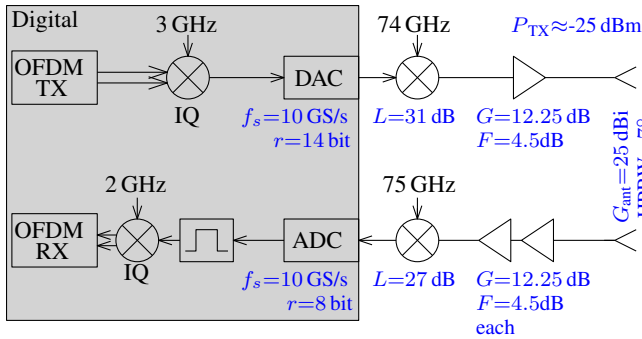 Digital
3 GHz
74 GHz
P_TX≈-25 dBm
OFDM
TX
IQ
DAC
f_s=10 GS/s
r=14 bit
L=31 dB
G=12.25 dB
F=4.5dB
G_ant=25 dBi
2 GHz
75 GHz
OFDM
RX
IQ
ADC
f_s=10 GS/s
r=8 bit
L=27 dB
G=12.25 dB
F=4.5dB
each